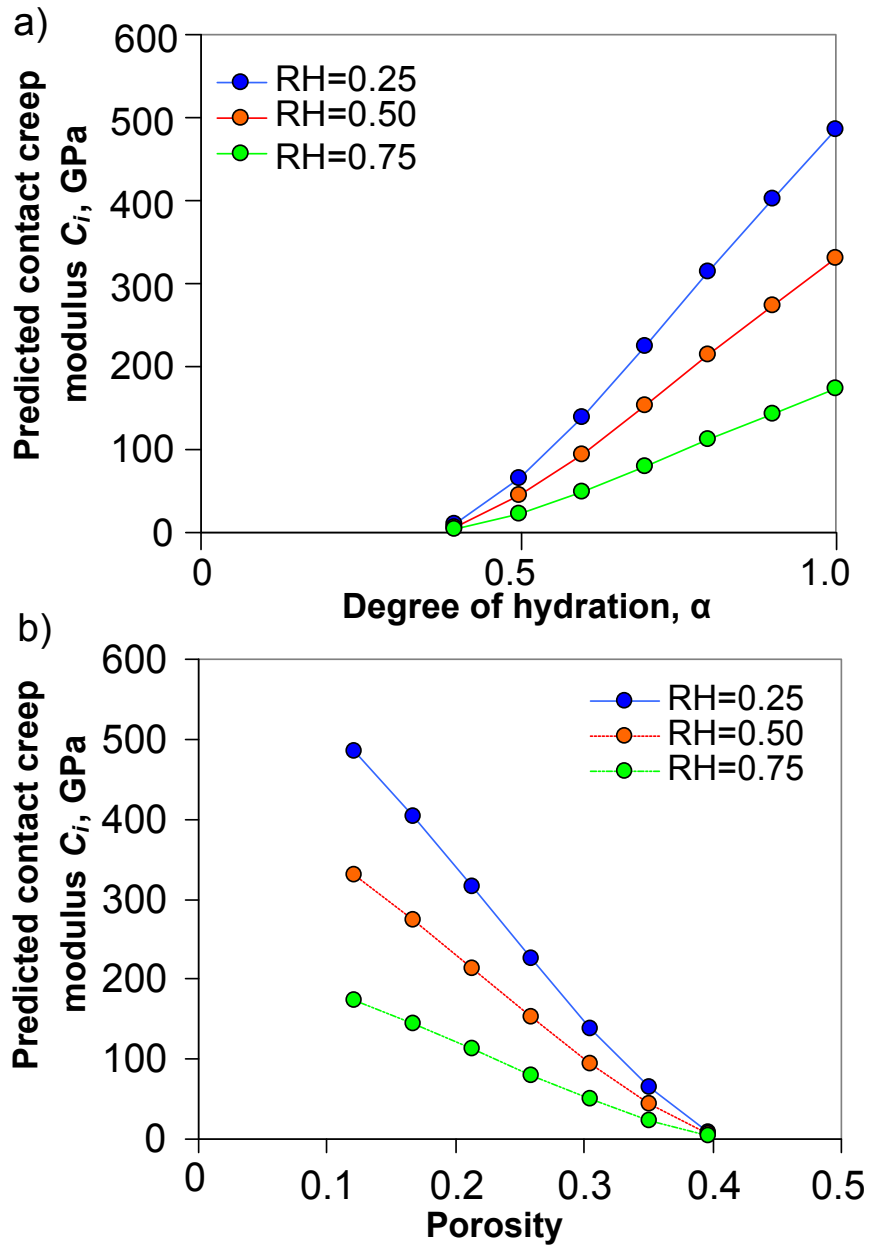 a)
600
500
400
300
200
100
0
Predicted contact creep
modulus Ci, GPa
RH=0.25
RH=0.50
RH=0.75
0
0.5
1.0
Degree of hydration, α
b)
600
500
400
300
200
100
0
Predicted contact creep
modulus Ci, GPa
RH=0.25
RH=0.50
RH=0.75
0
0.1
0.2
0.3
0.4
0.5
Porosity